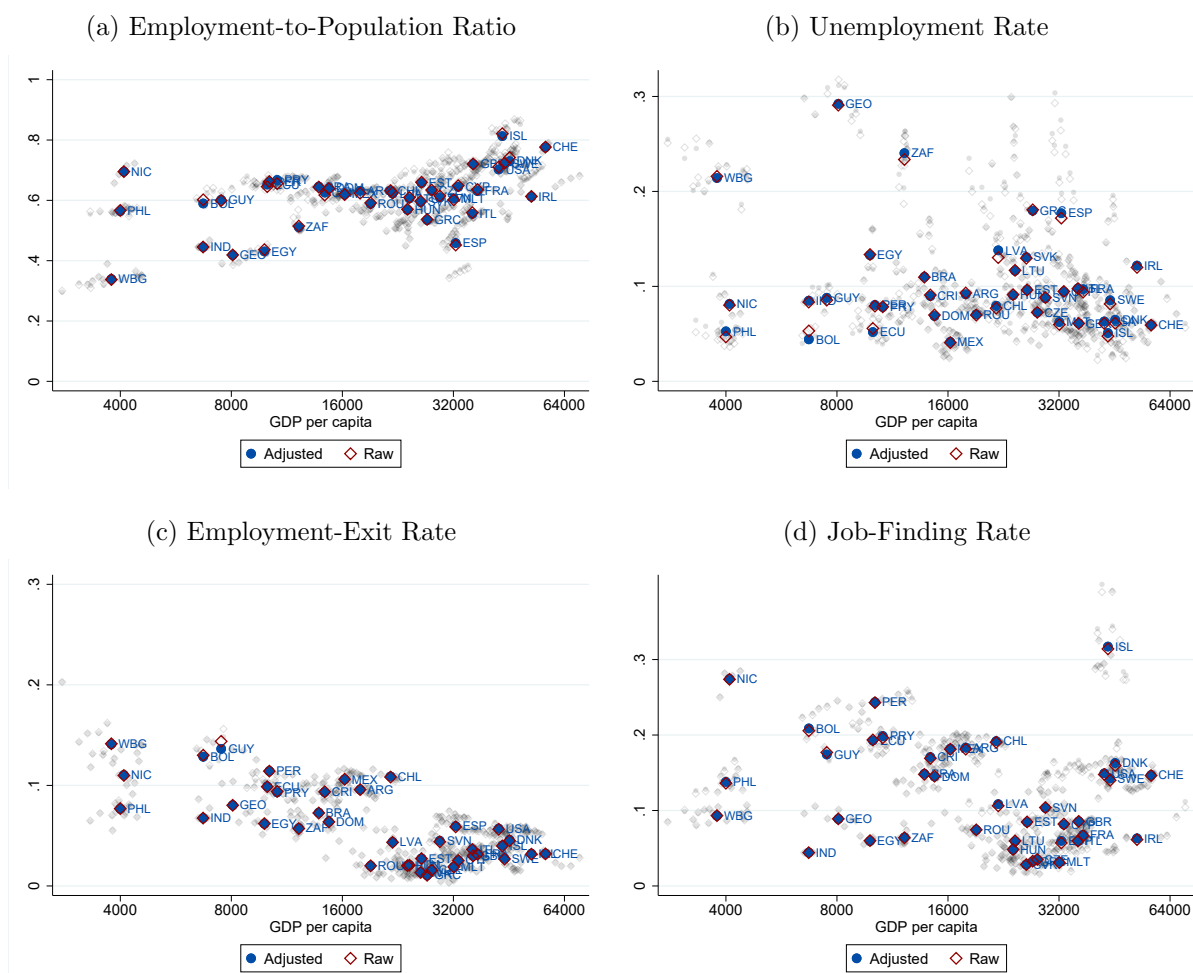 (a) Employment-to-Population Ratio
1
.8
.6
.4
.2
0
NIC
PHL
WBG
BOL
GUY
IND
GEO
EGY
PRY
ECU
ZAF
DOM
ROU
CHL
EST
HUN
GRC
ESP
ITL
MLT
FRA
USA
DNK
ISL
CHE
IRL
4000 8000 16000 32000 64000
GDP per capita
Adjusted Raw
(b) Unemployment Rate
.3
.2
.1
0
GEO
ZAF
WBG
GRC
ESP
EGY
LVA
SVK
LTU
IRL
BRA
NIC
IND
GUY
PER
PRY
CRI
ARG
DOM
ROU
CHL
HUN
EST
SVN
CZE
FRA
SWE
PHL
BOL
ECU
MEX
DNK
ISL
CHE
4000 8000 16000 32000 64000
GDP per capita
Adjusted Raw
(c) Employment-Exit Rate
.3
.2
.1
0
WBG
GUY
BOL
NIC
PER
ECU
PRY
PHL
IND
GEO
EGY
ZAF
BRA
DOM
CRI
MEX
ARG
CHL
LVA
ROU
EST
SVN
ESP
USA
DNK
ISL
SWE
CHE
MLT
GRC
4000 8000 16000 32000 64000
GDP per capita
Adjusted Raw
(d) Job-Finding Rate
.3
.2
.1
0
ISL
NIC
PER
BOL
PRY
ECU
GUY
CRI
ARG
CHL
BRA
DOM
PHL
WBG
GEO
IND
EGY
ZAF
ROU
LVA
SVN
EST
GBR
LTU
HUN
FRA
IRL
MLT
DNK
USA
SWE
CHE
4000 8000 16000 32000 64000
GDP per capita
Adjusted Raw